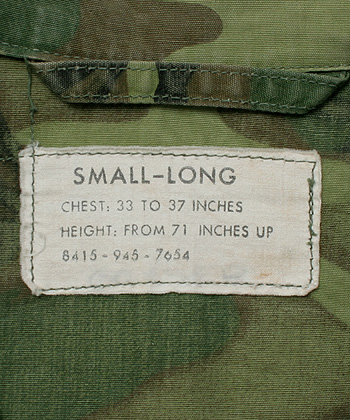 SMALL-LONG
CHEST: 33 TO 37 INCHES
HEIGHT: FROM 71 INCHES UP
8415-945-7654